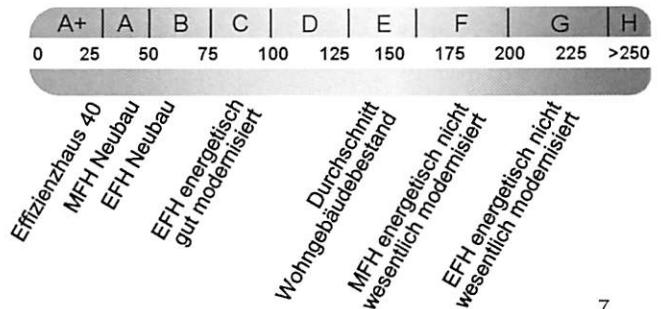 A+ A B C D E F G H
0 25 50 75 100 125 150 175 200 225 >250
Effizienzhaus 40
MFH Neubau
EFH Neubau
EFH energetisch
gut modernisiert
Durchschnitt
Wohngebäudebestand
MFH energetisch nicht
wesentlich modernisiert
EFH energetisch nicht
wesentlich modernisiert
7